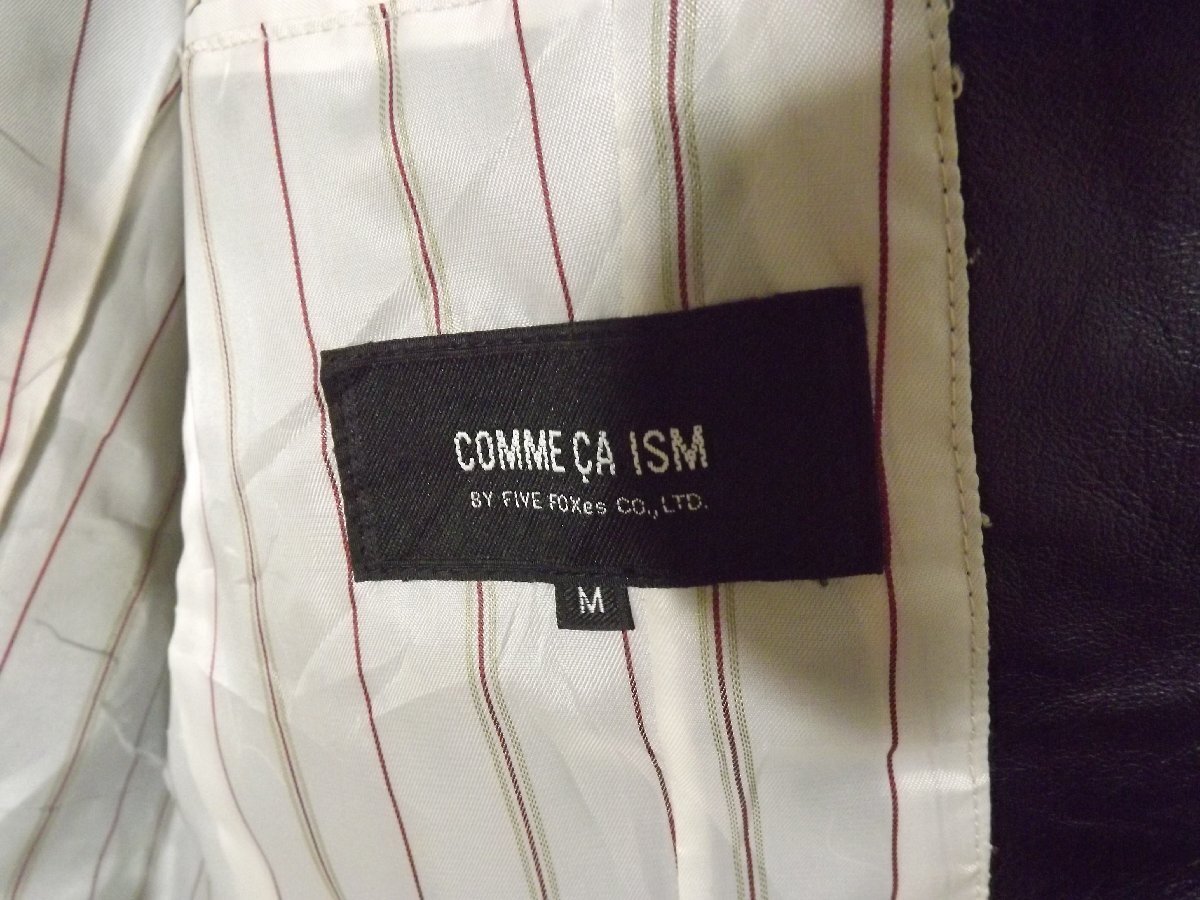 COMME ÇA ISM
BY FIVE FOXes CO., LTD.
M